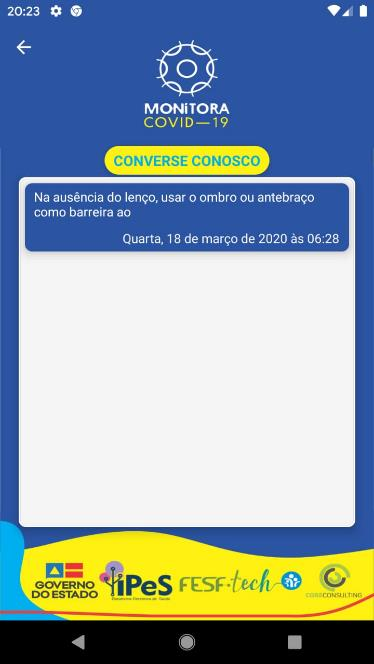 20:23
MONITORA
COVID—19
CONVERSE CONOSCO
Na ausência do lenço, usar o ombro ou antebraço
como barreira ao
Quarta, 18 de março de 2020 às 06:28
GOVERNO
DO ESTADO
iPeS
FESF-tech
CORECONSULTING